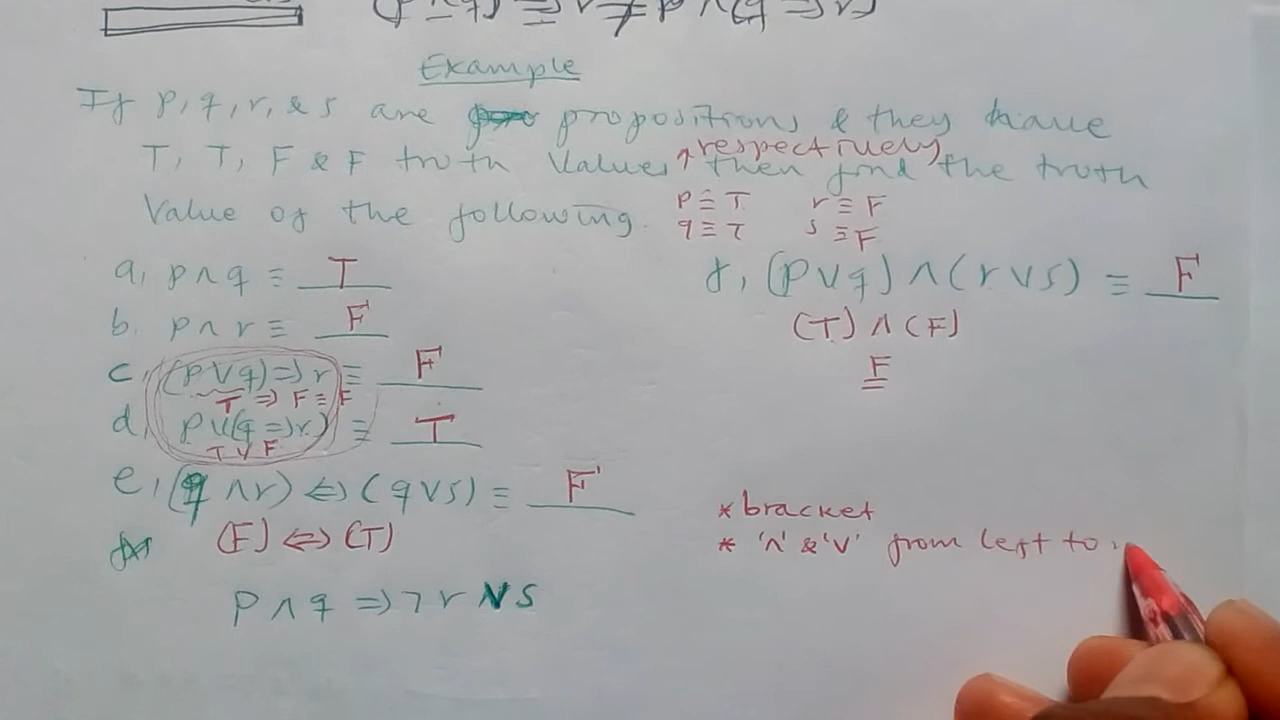 (p∧q) ≡ r ≠ p∧(q ⇒ r)
Example
If p, q, r, & s are propositions & they have
T, T, F & F truth values respectively then find the truth
value of the following.
p ≡ T r ≡ F
q ≡ T s ≡ F
a, p∧q ≡ T
b. p∧r ≡ F
c, (p∨q) ⇒ r ≡ F
T ⇒ F ≡ F
d, p∨(q ⇒ r) ≡ T
T ∨ F
e, (q∧r) ⇔ (q∨s) ≡ F
(F) ⇔ (T)
p∧q ⇒ ¬r∨s
f, (p∨q)∧(r∨s) ≡ F
(T)∧(F)
F
* bracket
* '∧' & '∨' from left to